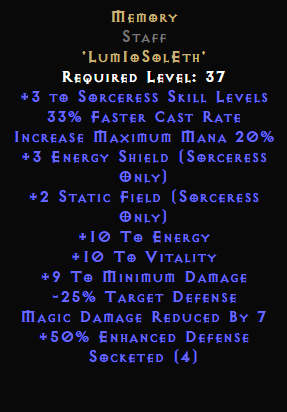 Memory
Staff
'LumIoSolEth'
Required Level: 37
+3 to Sorceress Skill Levels
33% Faster Cast Rate
Increase Maximum Mana 20%
+3 Energy Shield (Sorceress
Only)
+2 Static Field (Sorceress
Only)
+10 To Energy
+10 To Vitality
+9 To Minimum Damage
-25% Target Defense
Magic Damage Reduced By 7
+50% Enhanced Defense
Socketed (4)